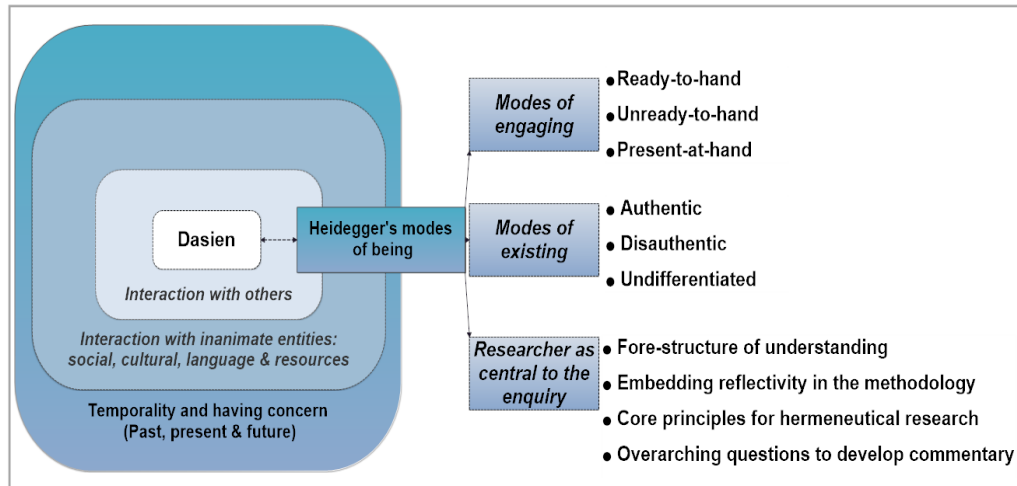 Dasien
Interaction with others
Interaction with inanimate entities:
social, cultural, language & resources
Temporality and having concern
(Past, present & future)
Heidegger's modes
of being
Modes of
engaging
● Ready-to-hand
● Unready-to-hand
● Present-at-hand
Modes of
existing
● Authentic
● Disauthentic
● Undifferentiated
Researcher as
central to the
enquiry
● Fore-structure of understanding
● Embedding reflectivity in the methodology
● Core principles for hermeneutical research
● Overarching questions to develop commentary